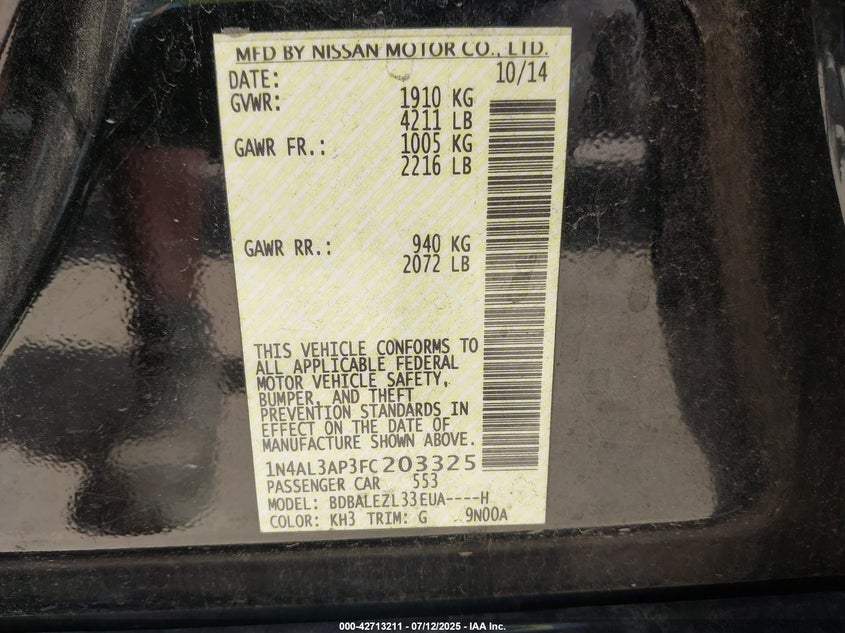 MFD BY NISSAN MOTOR CO., LTD.
DATE: 10/14
GVWR: 1910 KG
4211 LB
GAWR FR.: 1005 KG
2216 LB
GAWR RR.: 940 KG
2072 LB
THIS VEHICLE CONFORMS TO
ALL APPLICABLE FEDERAL
MOTOR VEHICLE SAFETY,
BUMPER, AND THEFT
PREVENTION STANDARDS IN
EFFECT ON THE DATE OF
MANUFACTURE SHOWN ABOVE.
1N4AL3AP3FC203325
PASSENGER CAR 553
MODEL: BDBALEZL33EUA----H
COLOR: KH3 TRIM: G 9N00A
000-42713211 - 07/12/2025 - IAA Inc.